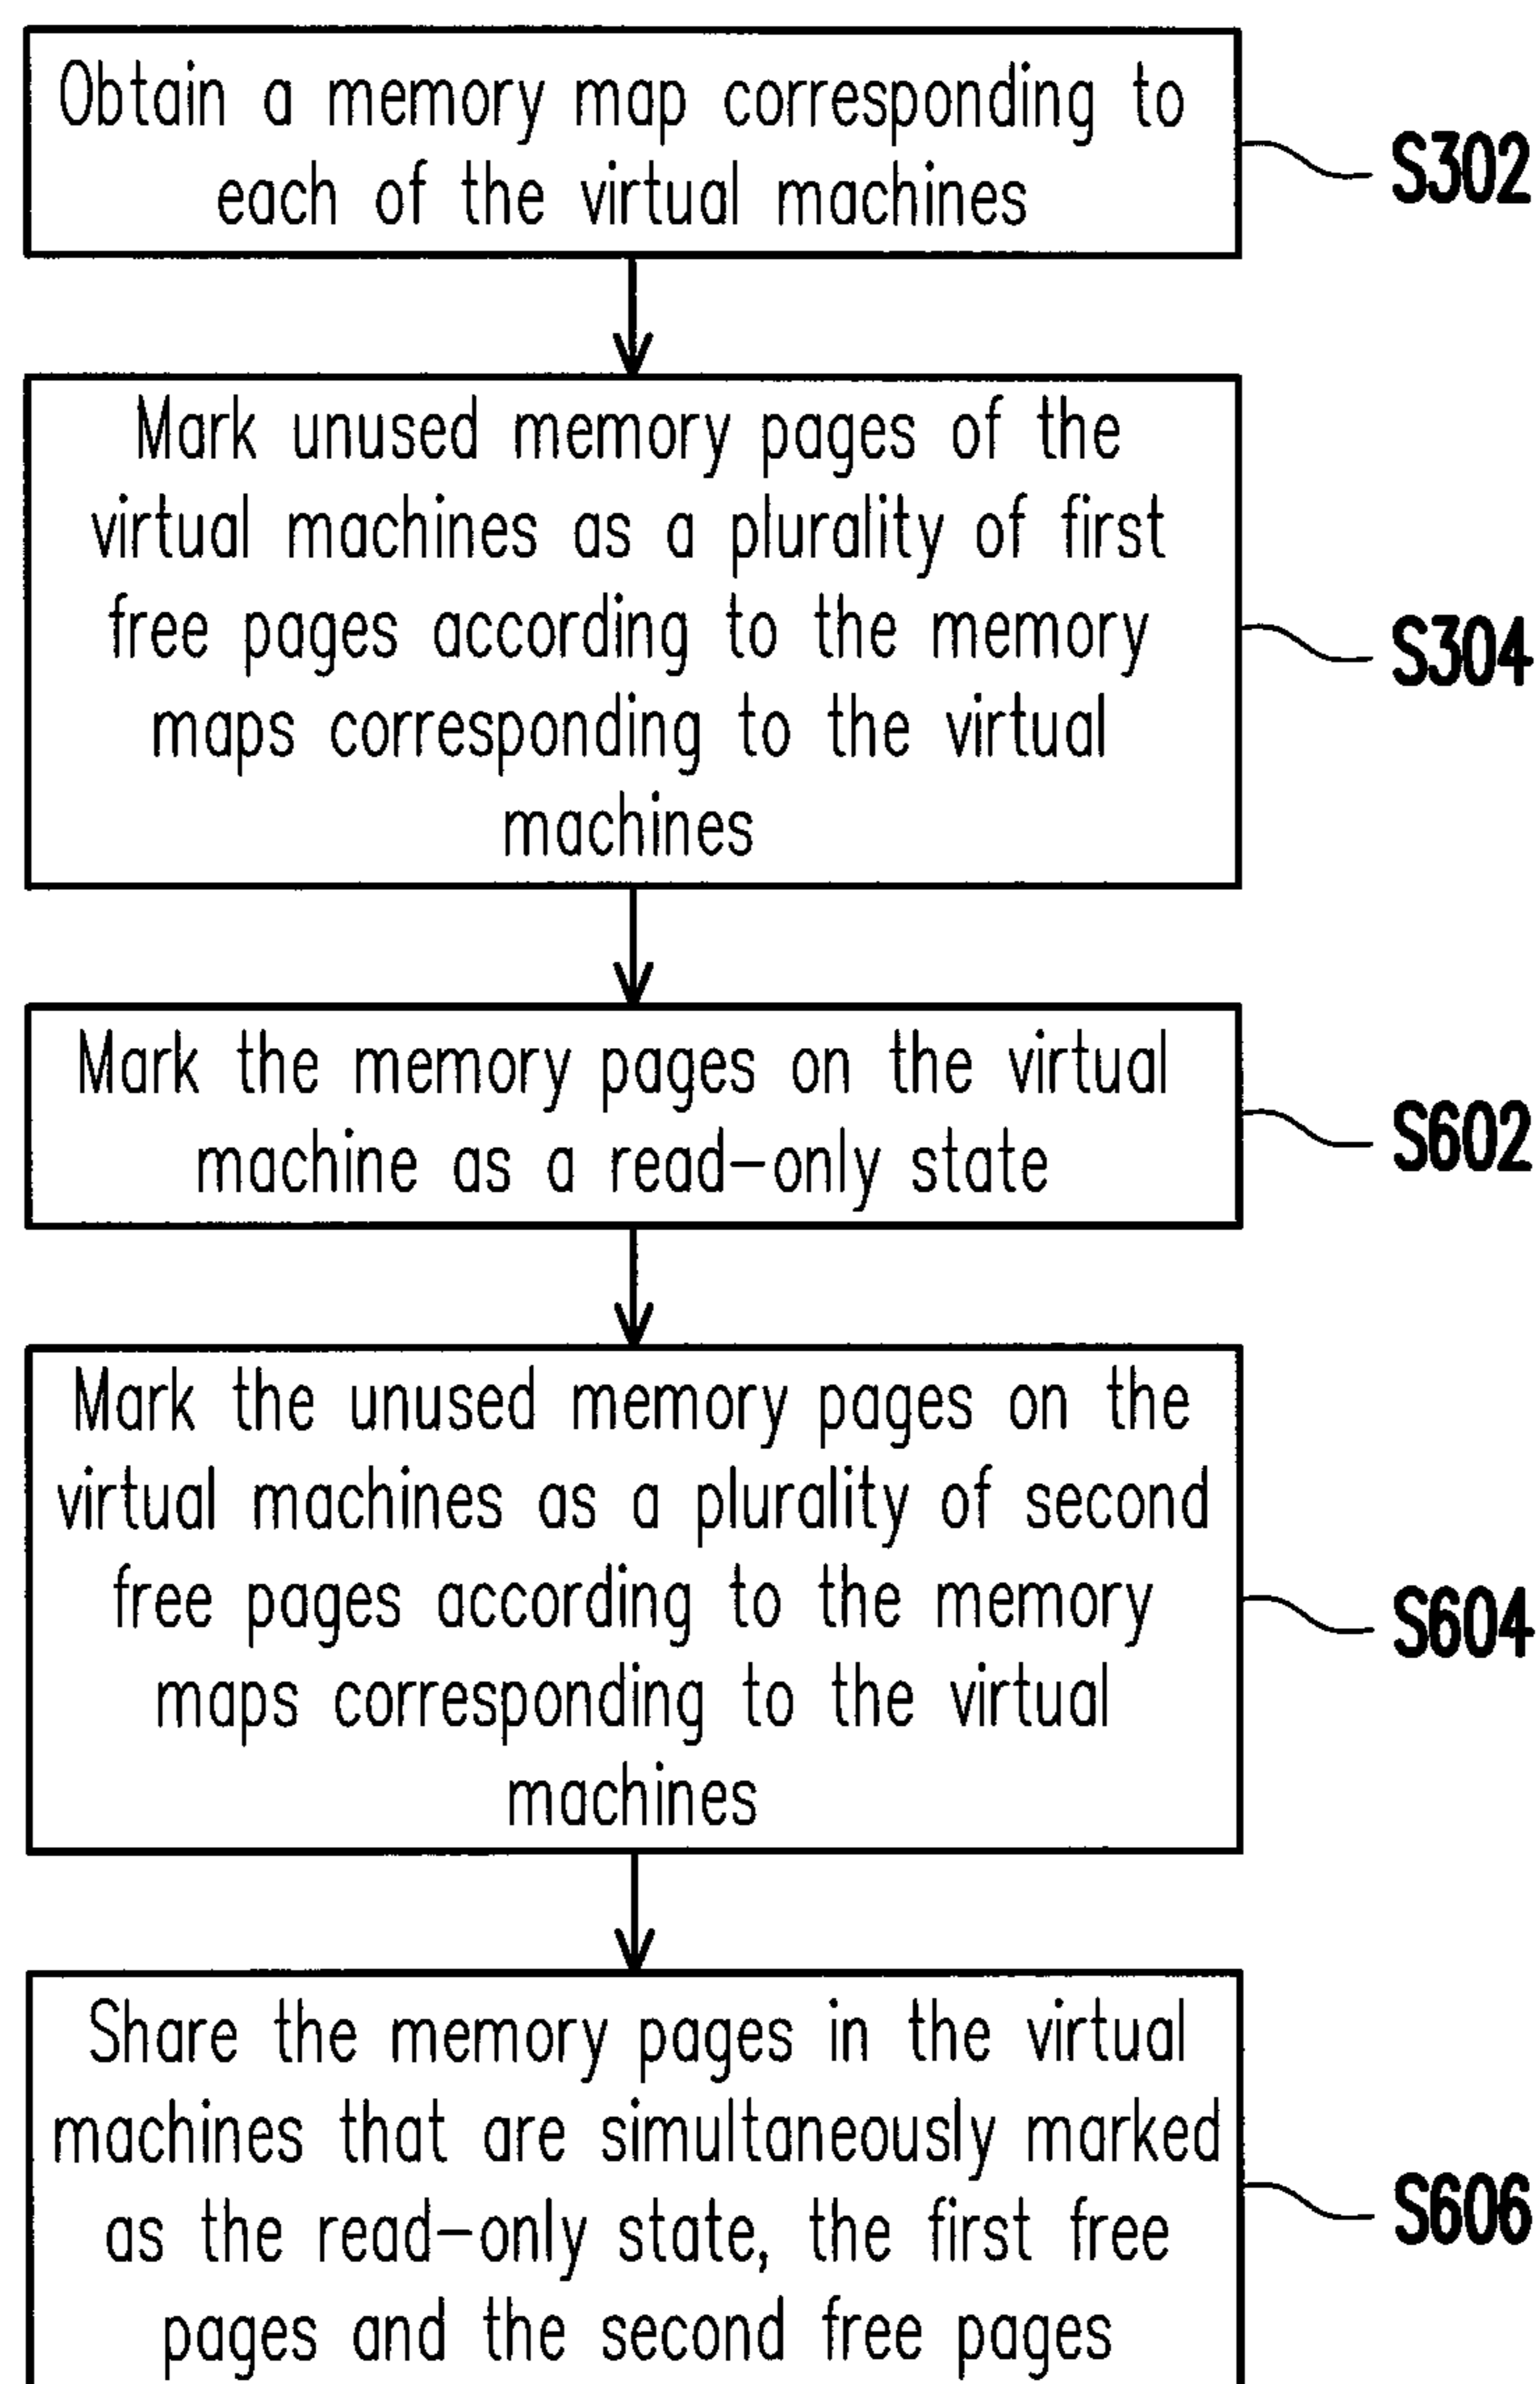 Obtain a memory map corresponding to
each of the virtual machines
S302
Mark unused memory pages of the
virtual machines as a plurality of first
free pages according to the memory
maps corresponding to the virtual
machines
S304
Mark the memory pages on the virtual
machine as a read-only state
S602
Mark the unused memory pages on the
virtual machines as a plurality of second
free pages according to the memory
maps corresponding to the virtual
machines
S604
Share the memory pages in the virtual
machines that are simultaneously marked
as the read-only state, the first free
pages and the second free pages
S606